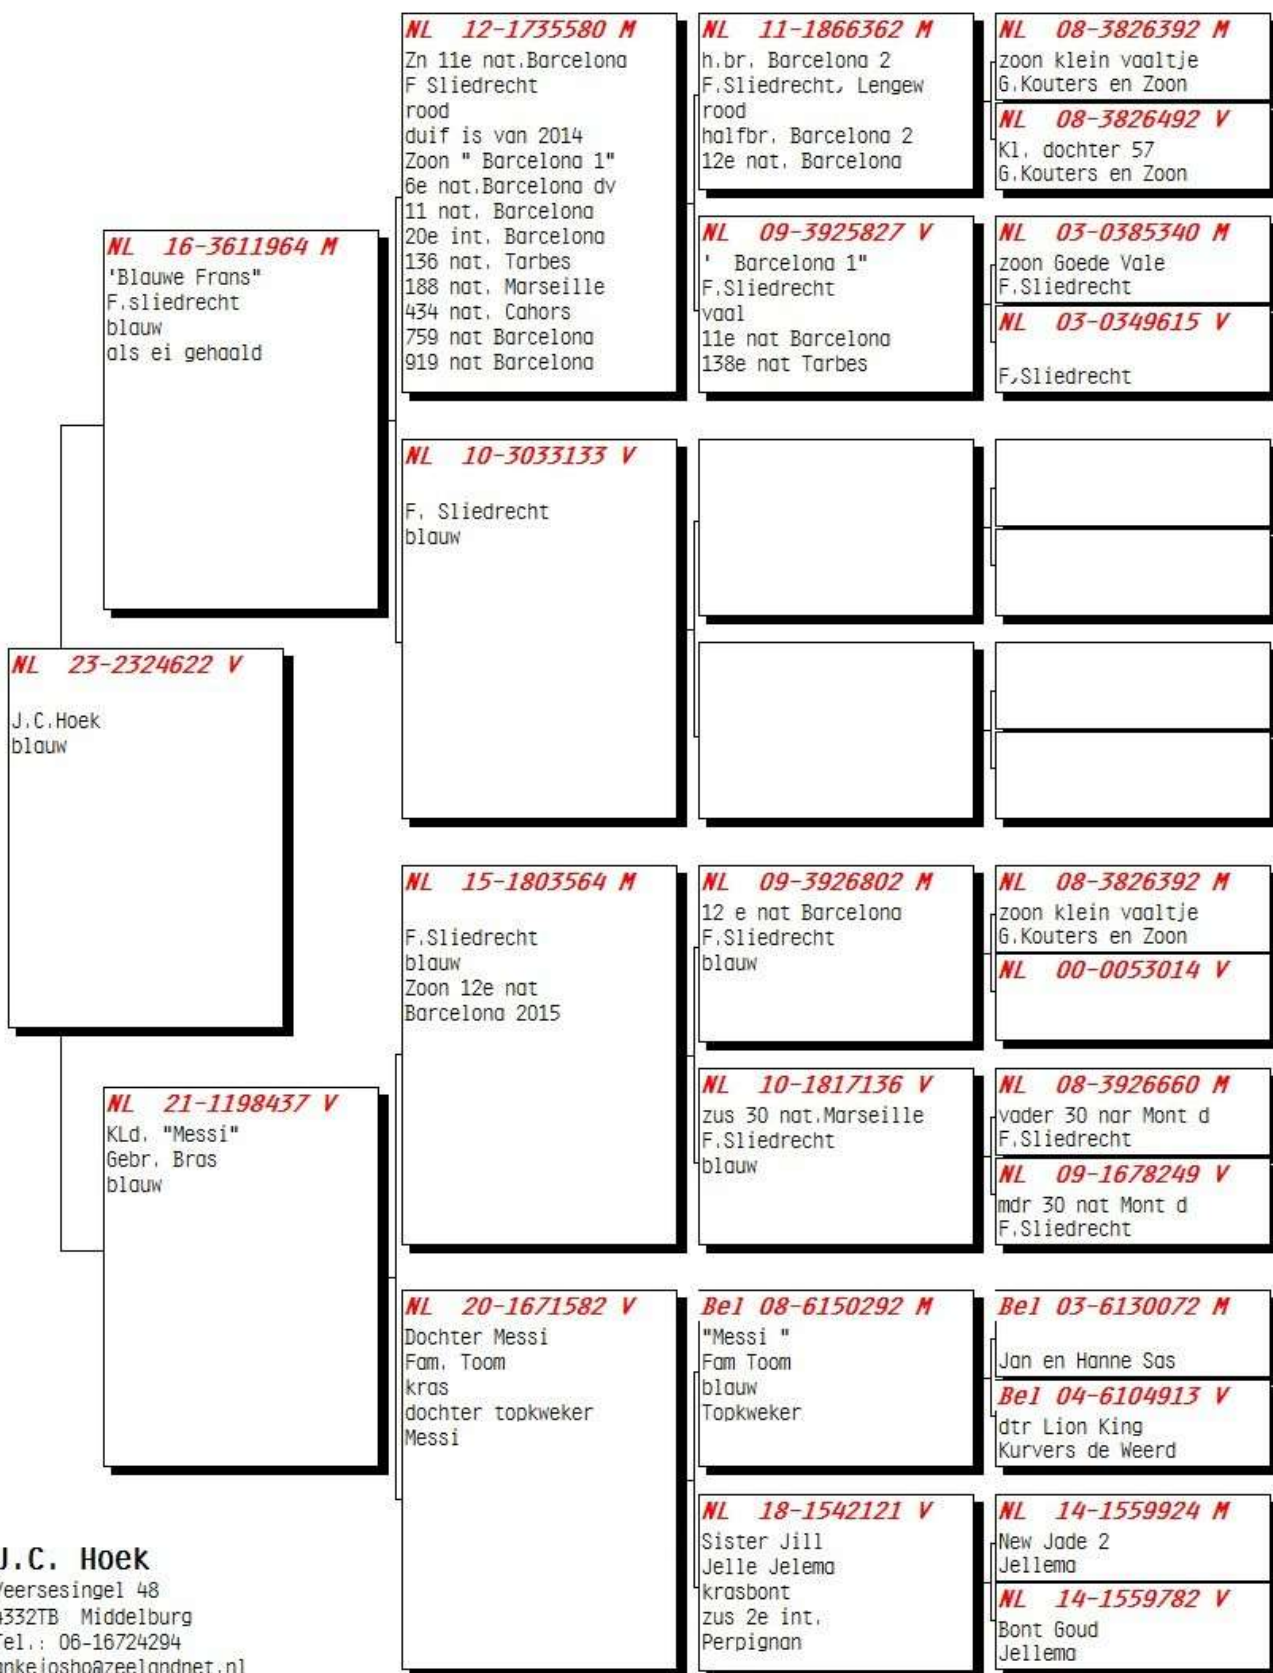 NL 23-2324622 V
J.C.Hoek
blauw
NL 16-3611964 M
'Blauwe Frans"
F.sliedrecht
blauw
als ei gehaald
NL 21-1198437 V
KLd. "Messi"
Gebr. Bras
blauw
NL 12-1735580 M
Zn 11e nat.Barcelona
F Sliedrecht
rood
duif is van 2014
Zoon " Barcelona 1"
6e nat.Barcelona dv
11 nat. Barcelona
20e int. Barcelona
136 nat. Tarbes
188 nat. Marseille
434 nat. Cahors
759 nat Barcelona
919 nat Barcelona
NL 10-3033133 V
F. Sliedrecht
blauw
NL 15-1803564 M
F.Sliedrecht
blauw
Zoon 12e nat
Barcelona 2015
NL 20-1671582 V
Dochter Messi
Fam. Toom
kras
dochter topkweker
Messi
NL 11-1866362 M
h.br. Barcelona 2
F.Sliedrecht, Lengew
rood
halfbr. Barcelona 2
12e nat. Barcelona
NL 09-3925827 V
' Barcelona 1"
F.Sliedrecht
vaal
11e nat Barcelona
138e nat Tarbes
NL 09-3926802 M
12 e nat Barcelona
F.Sliedrecht
blauw
NL 10-1817136 V
zus 30 nat.Marseille
F.Sliedrecht
blauw
Bel 08-6150292 M
"Messi "
Fam Toom
blauw
Topkweker
NL 18-1542121 V
Sister Jill
Jelle Jelema
krasbont
zus 2e int.
Perpignan
NL 08-3826392 M
zoon klein vaaltje
G.Kouters en Zoon
NL 08-3826492 V
Kl. dochter 57
G.Kouters en Zoon
NL 03-0385340 M
zoon Goede Vale
F.Sliedrecht
NL 03-0349615 V
F,Sliedrecht
NL 08-3826392 M
zoon klein vaaltje
G.Kouters en Zoon
NL 00-0053014 V
NL 08-3926660 M
vader 30 nar Mont d
F.Sliedrecht
NL 09-1678249 V
mdr 30 nat Mont d
F.Sliedrecht
Bel 03-6130072 M
Jan en Hanne Sas
Bel 04-6104913 V
dtr Lion King
Kurvers de Weerd
NL 14-1559924 M
New Jade 2
Jellema
NL 14-1559782 V
Bont Goud
Jellema
J.C. Hoek
Veersesingel 48
4332TB Middelburg
Tel.: 06-16724294
ankejosho@zeelandnet.nl